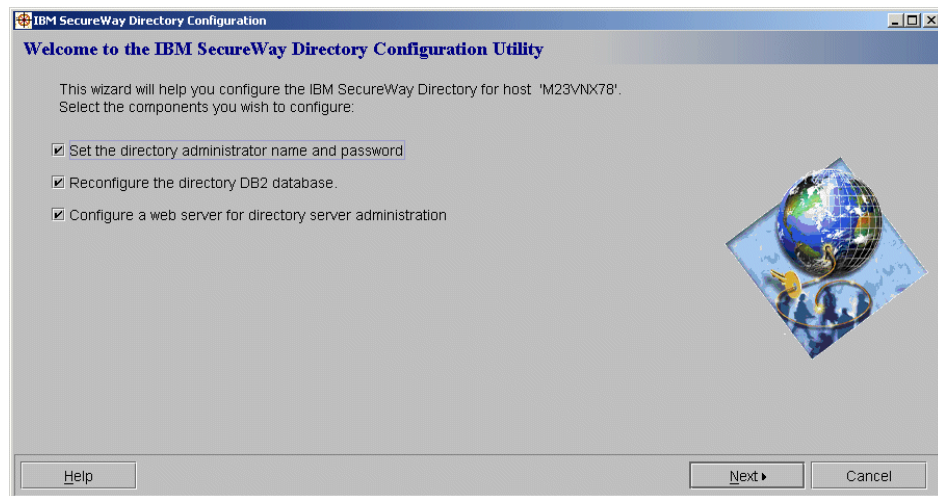 IBM SecureWay Directory Configuration
Welcome to the IBM SecureWay Directory Configuration Utility
This wizard will help you configure the IBM SecureWay Directory for host 'M23VNX78'.
Select the components you wish to configure:
Set the directory administrator name and password
Reconfigure the directory DB2 database.
Configure a web server for directory server administration
Help
Next
Cancel